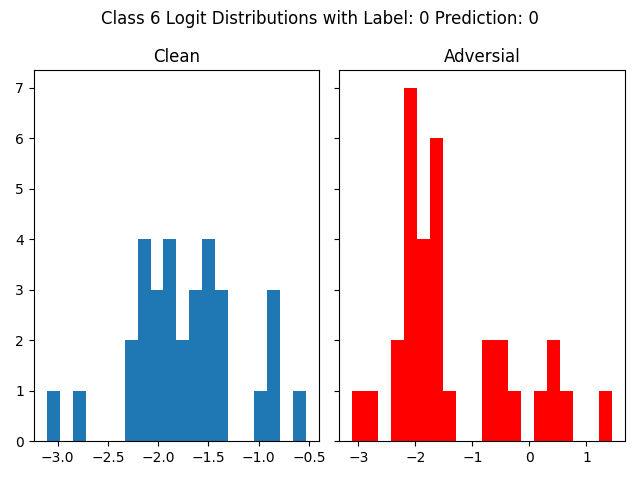 Class 6 Logit Distributions with Label: 0 Prediction: 0
Clean
Adversial
7
6
5
4
3
2
1
0
−3.0 −2.5 −2.0 −1.5 −1.0 −0.5
−3 −2 −1 0 1